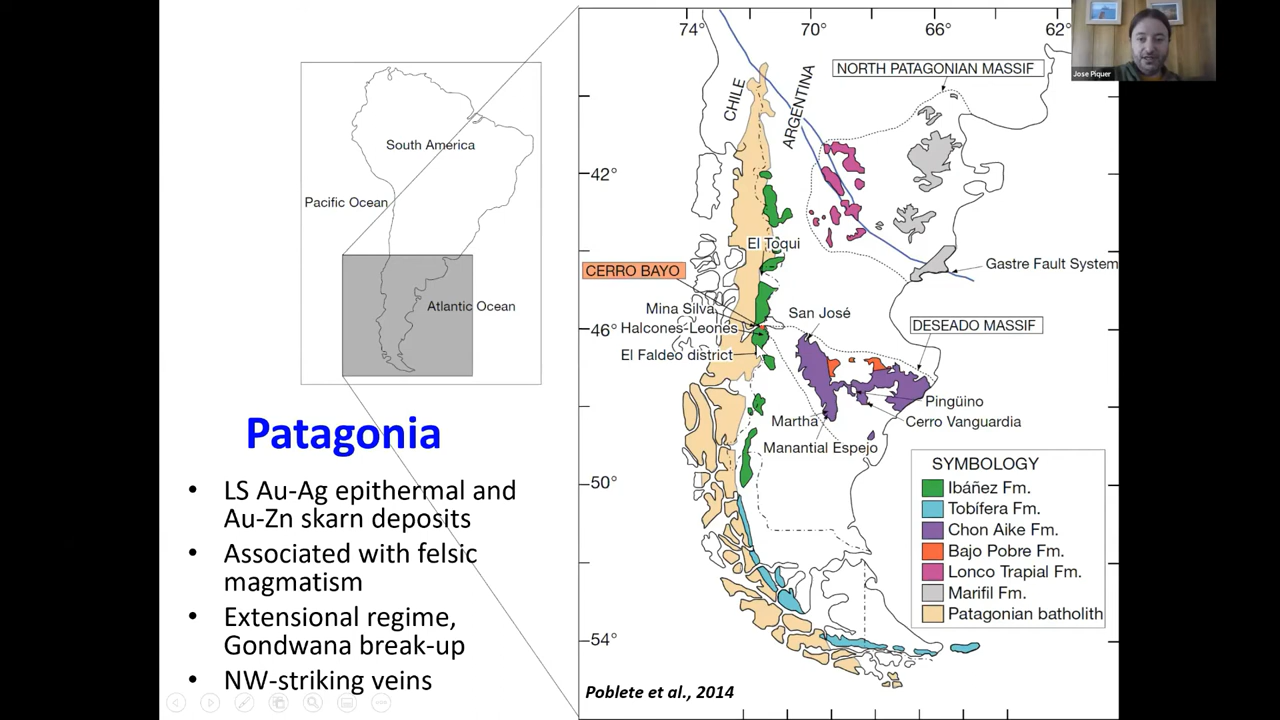 74°
70°
66°
62°
Jose Piquer
NORTH PATAGONIAN MASSIF
CHILE
ARGENTINA
South America
Pacific Ocean
Atlantic Ocean
42°
El Toqui
Gastre Fault System
CERRO BAYO
Mina Silva
San José
46°
Halcones-Leones
DESEADO MASSIF
El Faldeo district
Pingüino
Martha
Cerro Vanguardia
Manantial Espejo
50°
54°
SYMBOLOGY
Ibáñez Fm.
Tobífera Fm.
Chon Aike Fm.
Bajo Pobre Fm.
Lonco Trapial Fm.
Marifil Fm.
Patagonian batholith
Patagonia
• LS Au-Ag epithermal and
Au-Zn skarn deposits
• Associated with felsic
magmatism
• Extensional regime,
Gondwana break-up
• NW-striking veins
Poblete et al., 2014